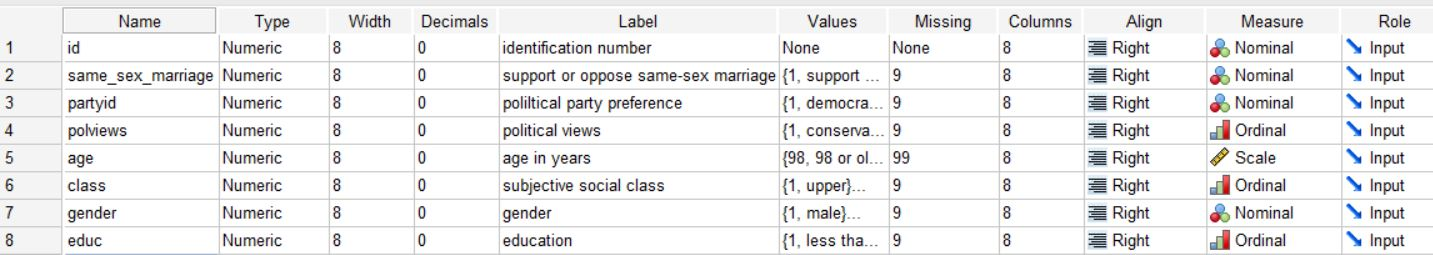 Name Type Width Decimals Label Values Missing Columns Align Measure Role
1 id Numeric 8 0 identification number None None 8 Right Nominal Input
2 same_sex_marriage Numeric 8 0 support or oppose same-sex marriage {1, support ... 9 8 Right Nominal Input
3 partyid Numeric 8 0 poliltical party preference {1, democra... 9 8 Right Nominal Input
4 polviews Numeric 8 0 political views {1, conserva... 9 8 Right Ordinal Input
5 age Numeric 8 0 age in years {98, 98 or ol... 99 8 Right Scale Input
6 class Numeric 8 0 subjective social class {1, upper}... 9 8 Right Ordinal Input
7 gender Numeric 8 0 gender {1, male}... 9 8 Right Nominal Input
8 educ Numeric 8 0 education {1, less tha... 9 8 Right Ordinal Input